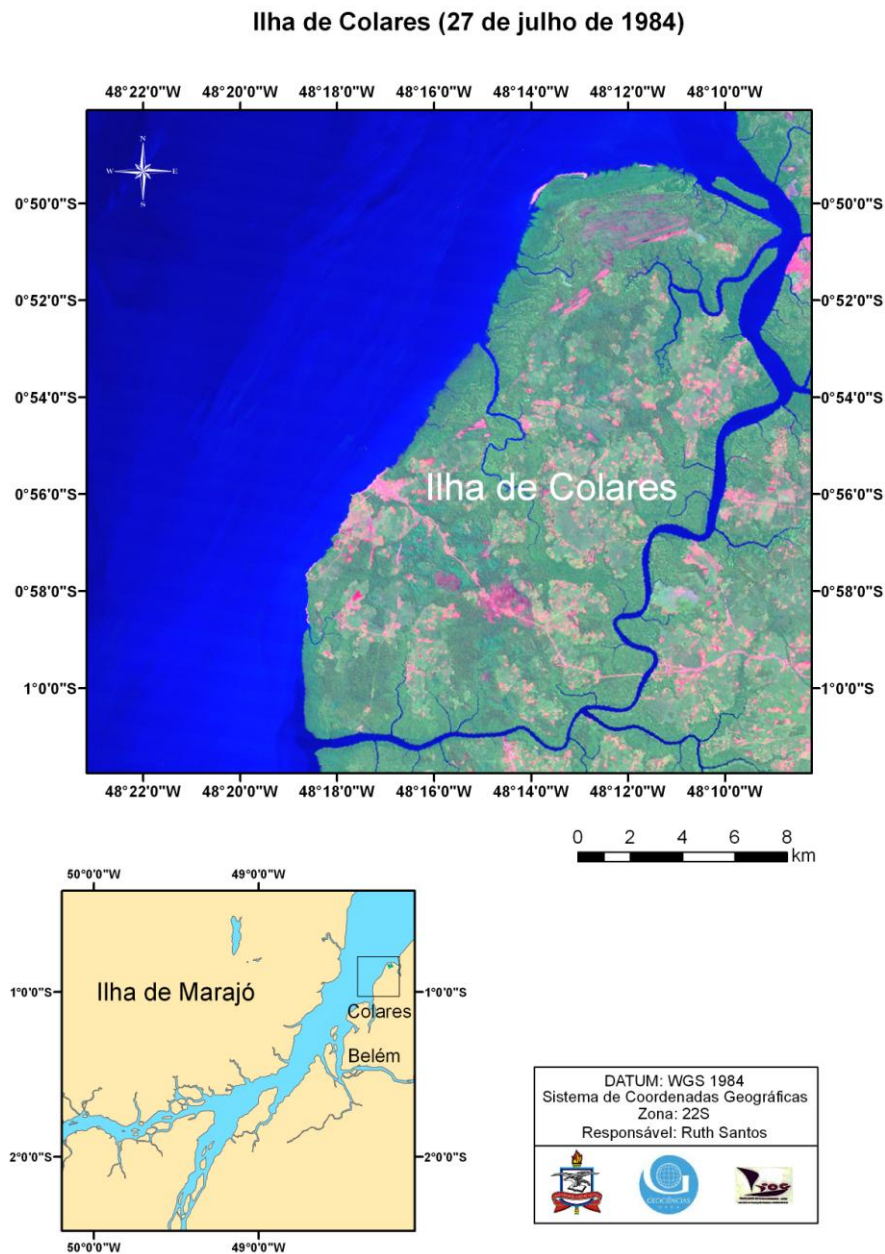 Ilha de Colares (27 de julho de 1984)
48°22'0"W 48°20'0"W 48°18'0"W 48°16'0"W 48°14'0"W 48°12'0"W 48°10'0"W
N
W E
S
0°50'0"S 0°50'0"S
0°52'0"S 0°52'0"S
0°54'0"S 0°54'0"S
0°56'0"S Ilha de Colares 0°56'0"S
0°58'0"S 0°58'0"S
1°0'0"S 1°0'0"S
48°22'0"W 48°20'0"W 48°18'0"W 48°16'0"W 48°14'0"W 48°12'0"W 48°10'0"W
0 2 4 6 8
km
50°0'0"W 49°0'0"W
1°0'0"S Ilha de Marajó 1°0'0"S
Colares
Belém
2°0'0"S 2°0'0"S
50°0'0"W 49°0'0"W
DATUM: WGS 1984
Sistema de Coordenadas Geográficas
Zona: 22S
Responsável: Ruth Santos
GEOCIÊNCIAS